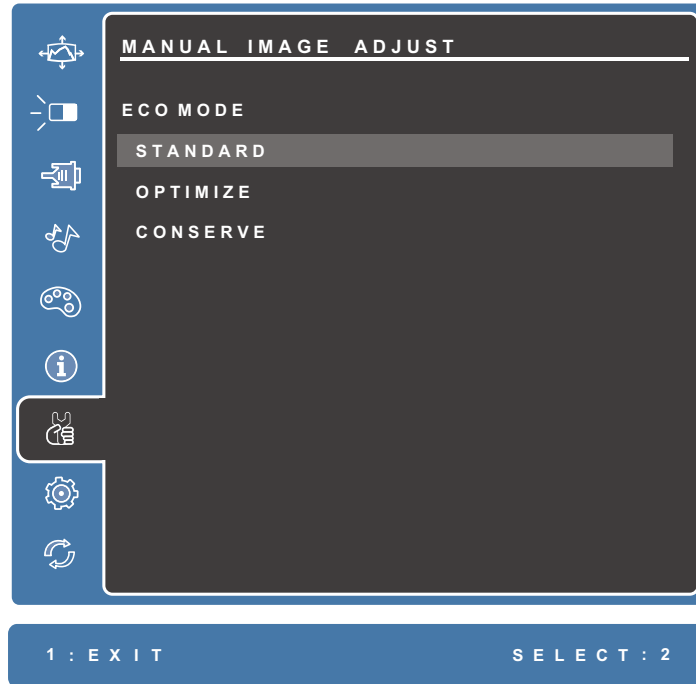 MANUAL IMAGE ADJUST
ECO MODE
STANDARD
OPTIMIZE
CONSERVE
1:EXIT SELECT:2